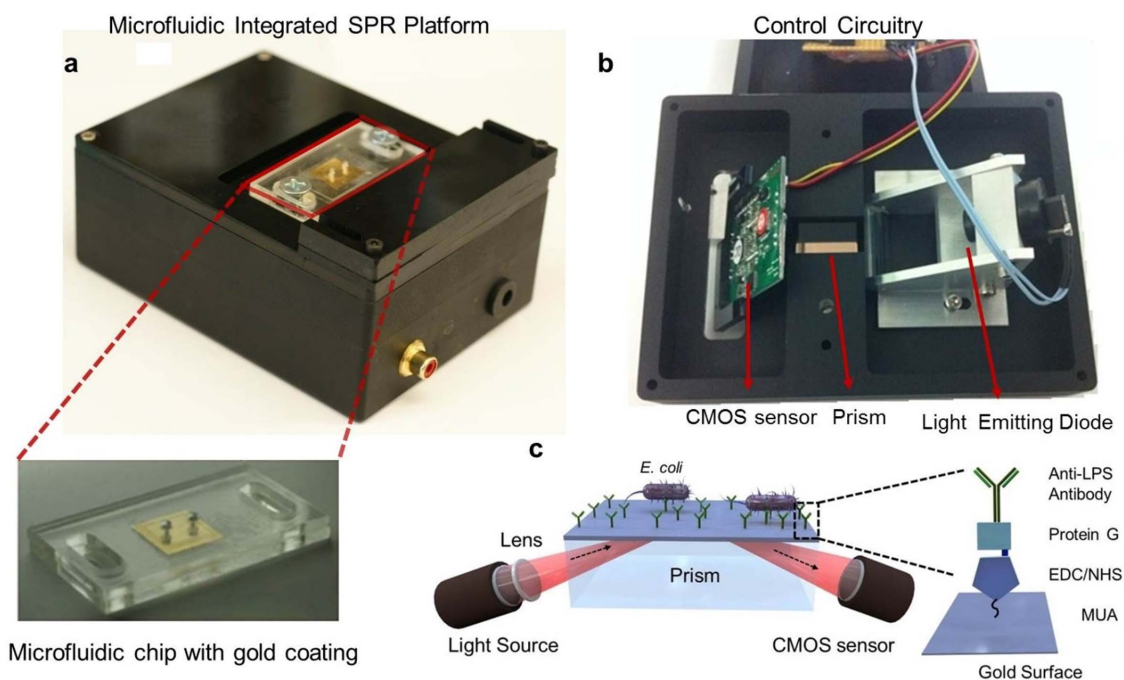 Microfluidic Integrated SPR Platform
Control Circuitry
a
b
CMOS sensor
Prism
Light Emitting Diode
Microfluidic chip with gold coating
c
E. coli
Lens
Prism
Light Source
CMOS sensor
Anti-LPS
Antibody
Protein G
EDC/NHS
MUA
Gold Surface